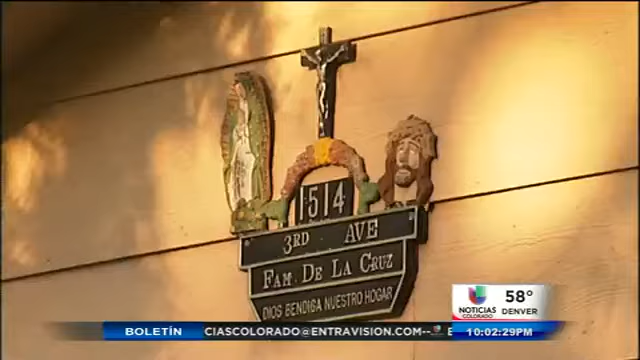 1514
3RD AVE
FAM. DE LA CRUZ
DIOS BENDIGA NUESTRO HOGAR
NOTICIAS
COLORADO
58°
DENVER
BOLETÍN
CIASCOLORADO@ENTRAVISION.COM--
10:02:29PM